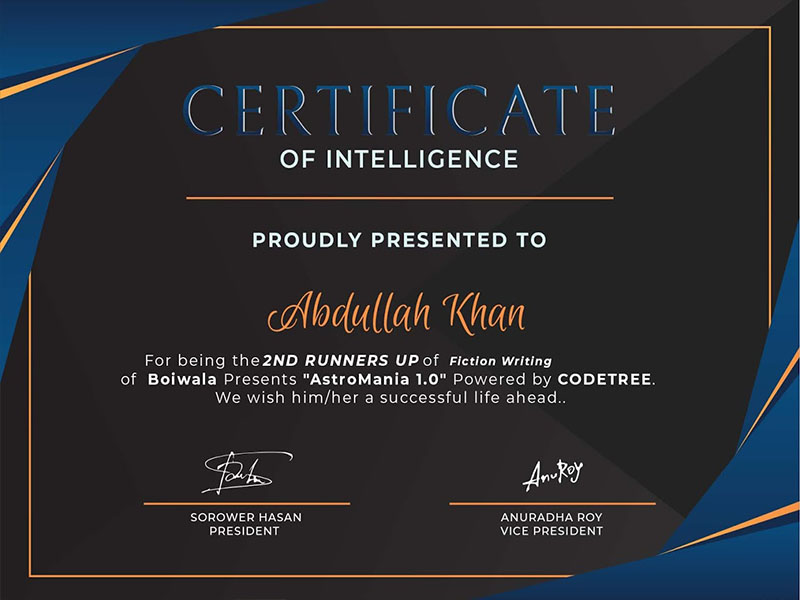 CERTIFICATE
OF INTELLIGENCE
PROUDLY PRESENTED TO
Abdullah Khan
For being the 2ND RUNNERS UP of Fiction Writing
of Boiwala Presents "AstroMania 1.0" Powered by CODETREE.
We wish him/her a successful life ahead..
AnuRoy
SOROWER HASAN
PRESIDENT
ANURADHA ROY
VICE PRESIDENT